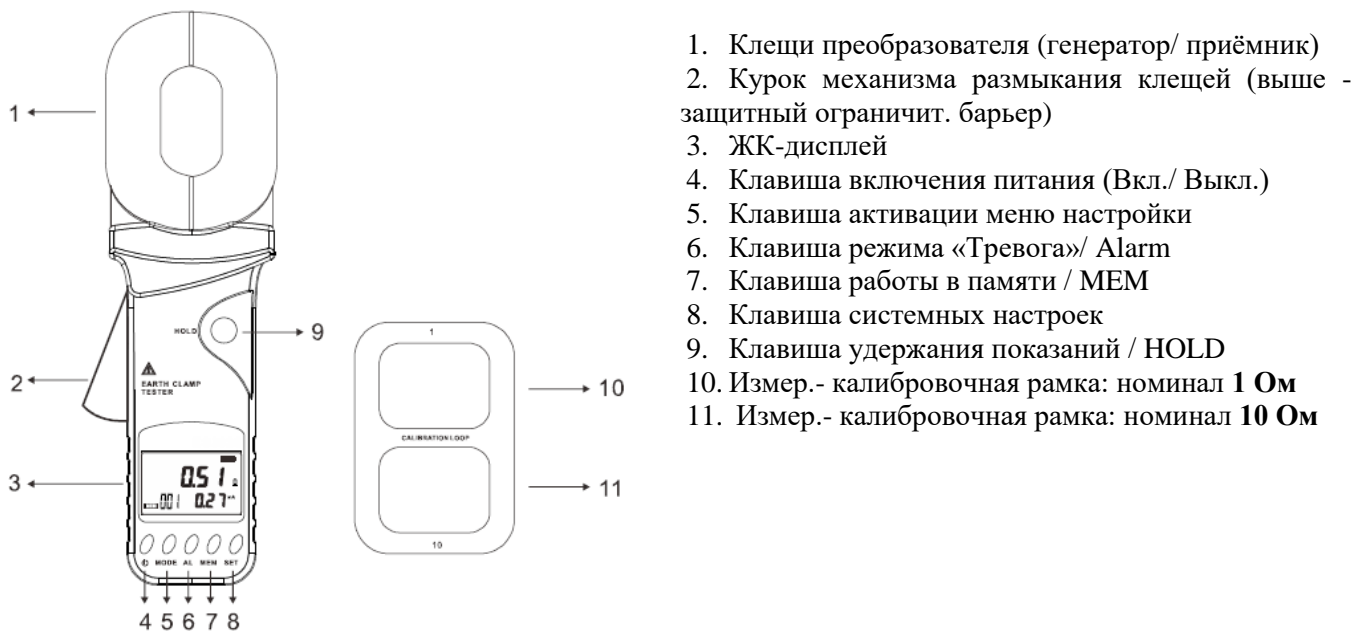 1
2
3
HOLD
9
EARTH CLAMP
TESTER
0.51 Ω
001 0.27 mA
MODE AL MEM SET
4 5 6 7 8
1
10
CALIBRATION LOOP
11
10
1. Клещи преобразователя (генератор/ приёмник)
2. Курок механизма размыкания клещей (выше -
защитный ограничит. барьер)
3. ЖК-дисплей
4. Клавиша включения питания (Вкл./ Выкл.)
5. Клавиша активации меню настройки
6. Клавиша режима «Тревога»/ Alarm
7. Клавиша работы в памяти / MEM
8. Клавиша системных настроек
9. Клавиша удержания показаний / HOLD
10. Измер.- калибровочная рамка: номинал 1 Ом
11. Измер.- калибровочная рамка: номинал 10 Ом